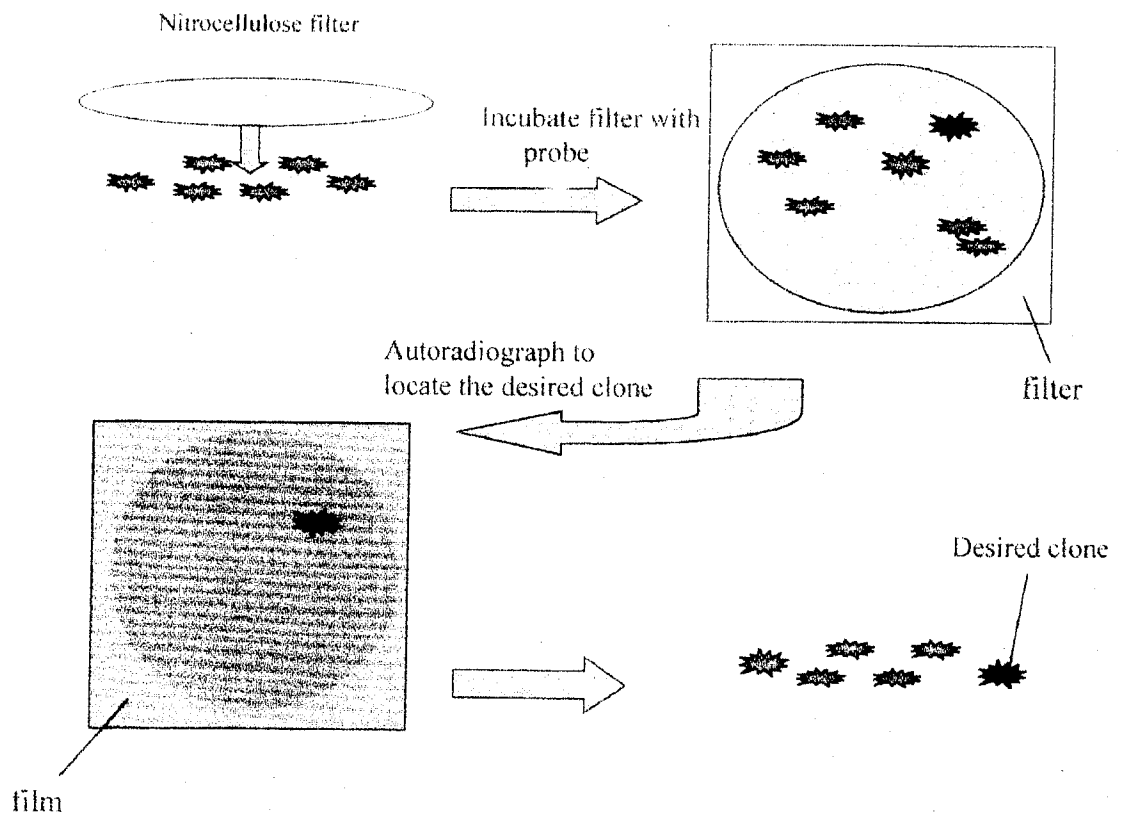 Nitrocellulose filter
Incubate filter with
probe
filter
Autoradiograph to
locate the desired clone
Desired clone
film